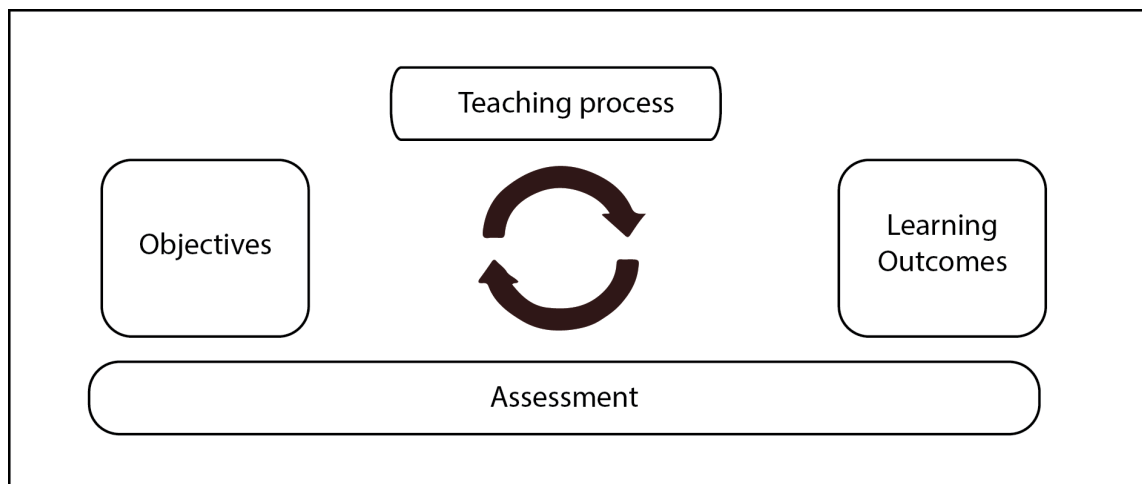 Teaching process
Objectives
Learning
Outcomes
Assessment